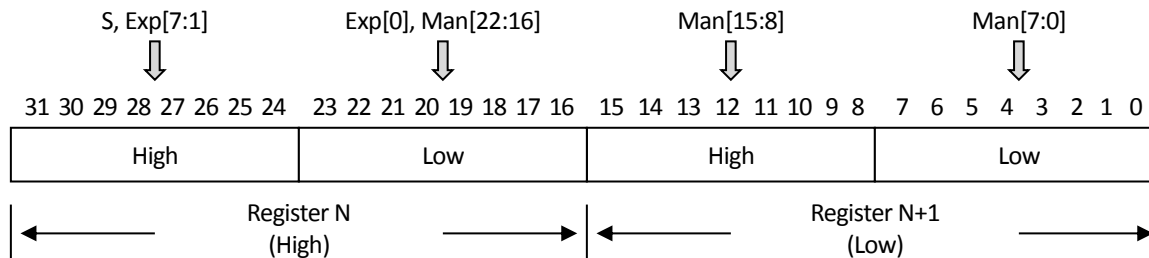 S, Exp[7:1] Exp[0], Man[22:16] Man[15:8] Man[7:0]
31 30 29 28 27 26 25 24 23 22 21 20 19 18 17 16 15 14 13 12 11 10 9 8 7 6 5 4 3 2 1 0
High Low High Low
Register N Register N+1
(High) (Low)